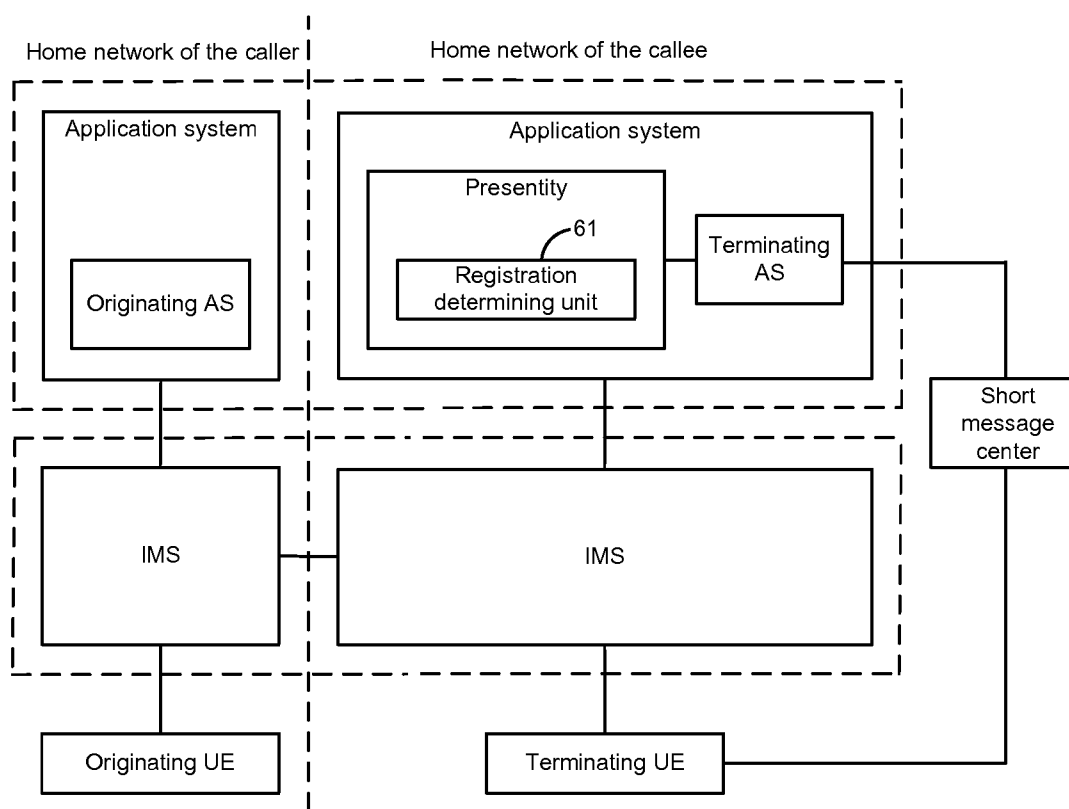 Home network of the caller
Home network of the callee
Application system
Originating AS
Application system
Presentity
61
Registration
determining unit
Terminating
AS
Short
message
center
IMS
IMS
Originating UE
Terminating UE